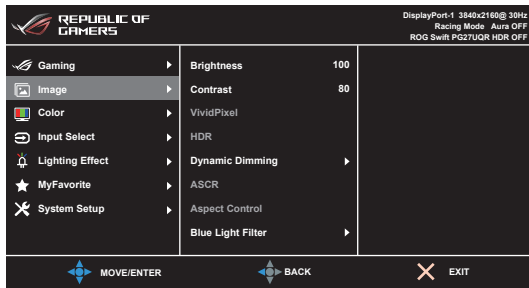 REPUBLIC OF
GAMERS
DisplayPort-1 3840x2160@ 30Hz
Racing Mode Aura OFF
ROG Swift PG27UQR HDR OFF
Gaming
Image
Color
Input Select
Lighting Effect
MyFavorite
System Setup
Brightness 100
Contrast 80
VividPixel
HDR
Dynamic Dimming
ASCR
Aspect Control
Blue Light Filter
MOVE/ENTER
BACK
EXIT